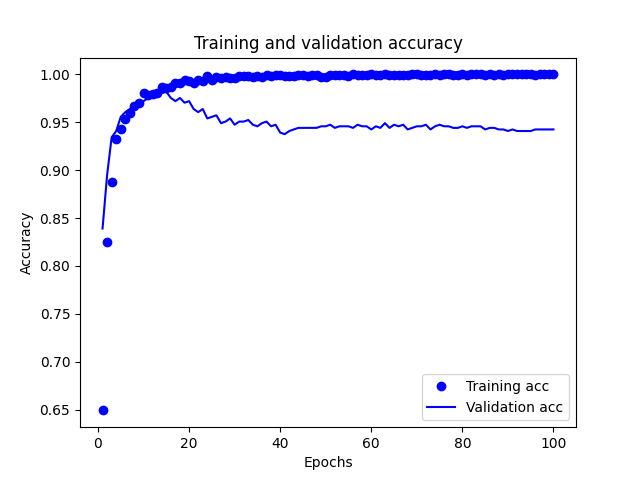 Training and validation accuracy
1.00
0.95
0.90
0.85
0.80
0.75
0.70
0.65
Accuracy
0 20 40 60 80 100
Epochs
Training acc
Validation acc